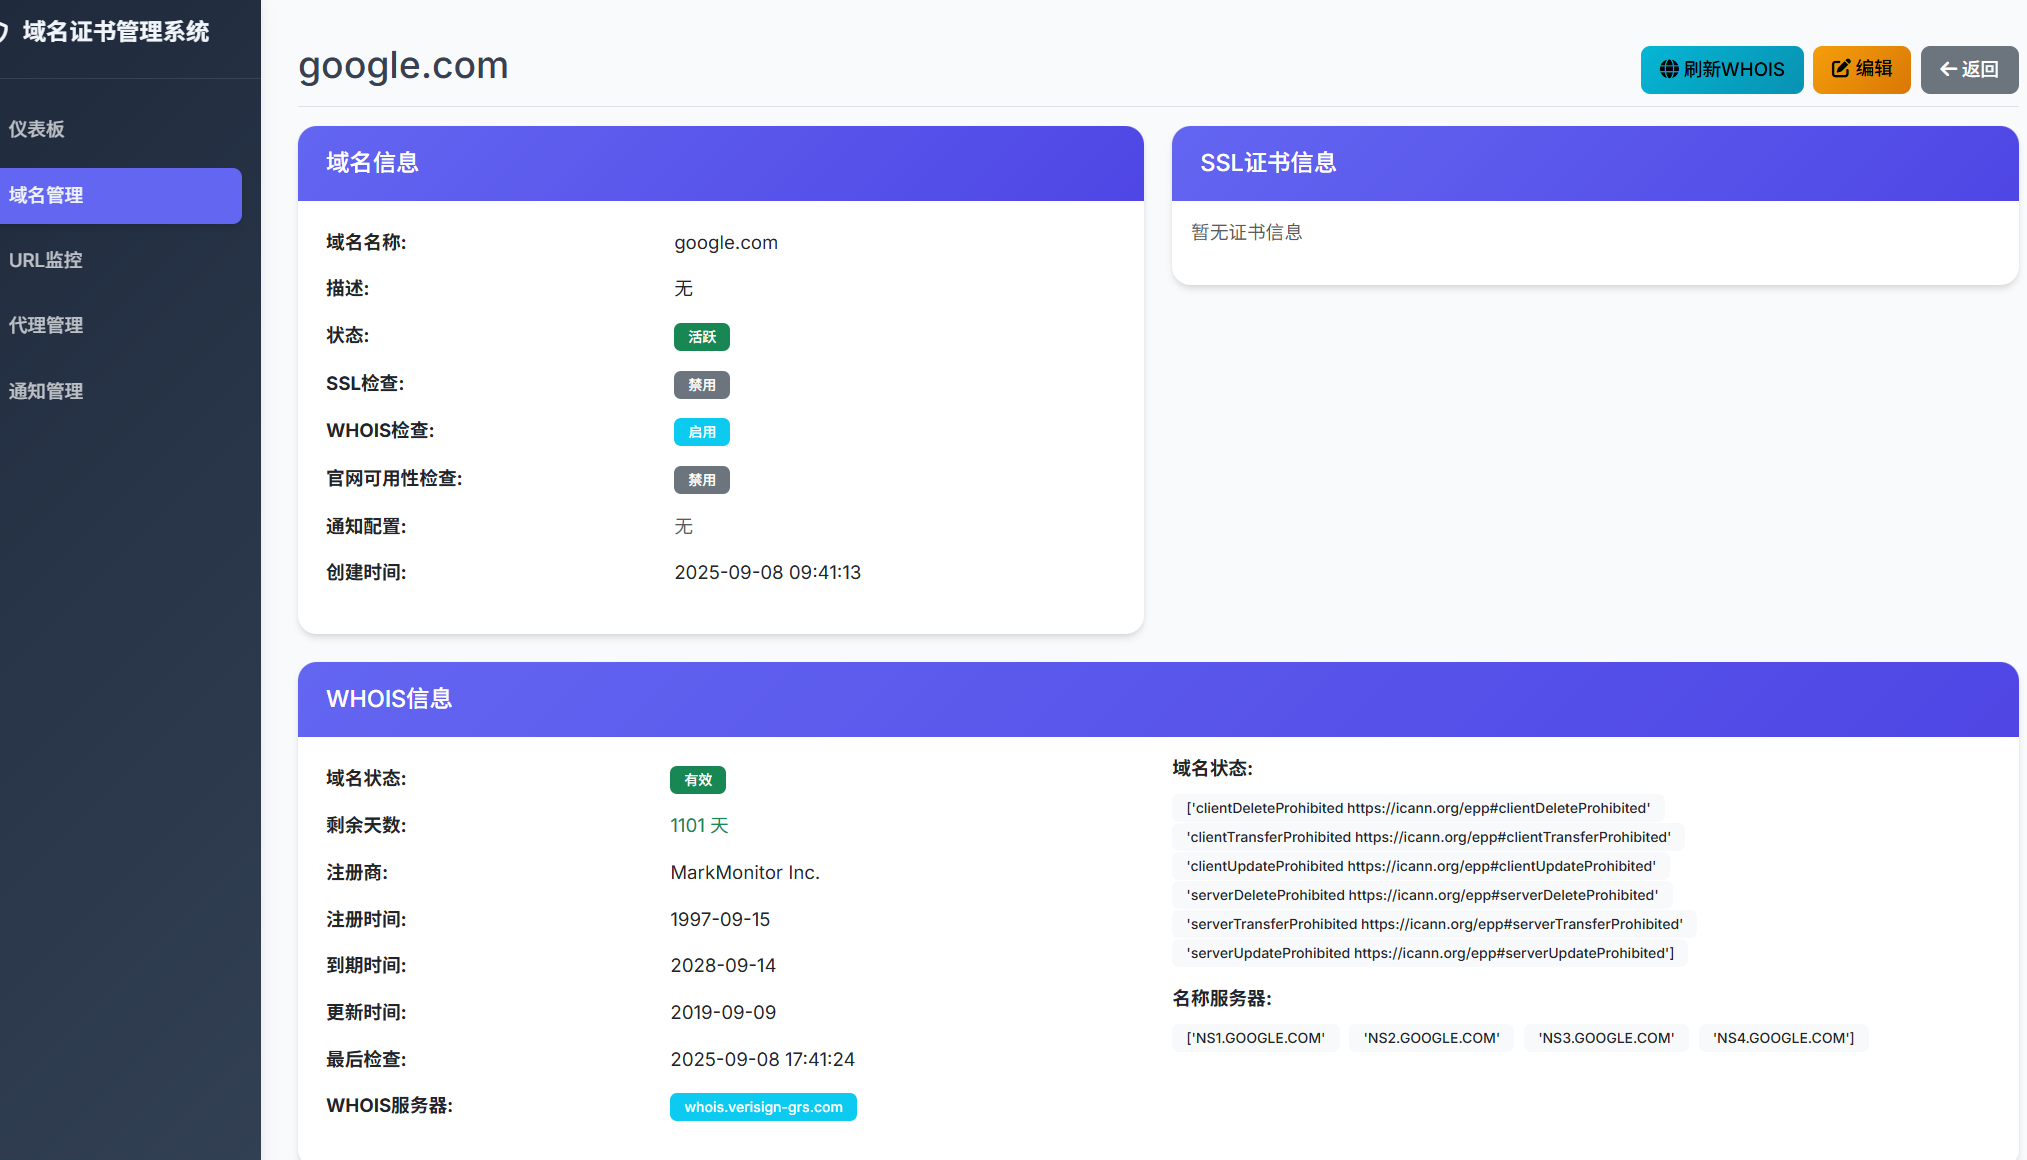 域名证书管理系统
仪表板
域名管理
URL监控
代理管理
通知管理
google.com
刷新WHOIS
编辑
返回
域名信息
域名名称: google.com
描述: 无
状态: 活跃
SSL检查: 禁用
WHOIS检查: 启用
官网可用性检查: 禁用
通知配置: 无
创建时间: 2025-09-08 09:41:13
SSL证书信息
暂无证书信息
WHOIS信息
域名状态: 有效
剩余天数: 1101 天
注册商: MarkMonitor Inc.
注册时间: 1997-09-15
到期时间: 2028-09-14
更新时间: 2019-09-09
最后检查: 2025-09-08 17:41:24
WHOIS服务器: whois.verisign-grs.com
域名状态:
['clientDeleteProhibited https://icann.org/epp#clientDeleteProhibited'
'clientTransferProhibited https://icann.org/epp#clientTransferProhibited'
'clientUpdateProhibited https://icann.org/epp#clientUpdateProhibited'
'serverDeleteProhibited https://icann.org/epp#serverDeleteProhibited'
'serverTransferProhibited https://icann.org/epp#serverTransferProhibited'
'serverUpdateProhibited https://icann.org/epp#serverUpdateProhibited']
名称服务器:
['NS1.GOOGLE.COM' 'NS2.GOOGLE.COM' 'NS3.GOOGLE.COM' 'NS4.GOOGLE.COM']